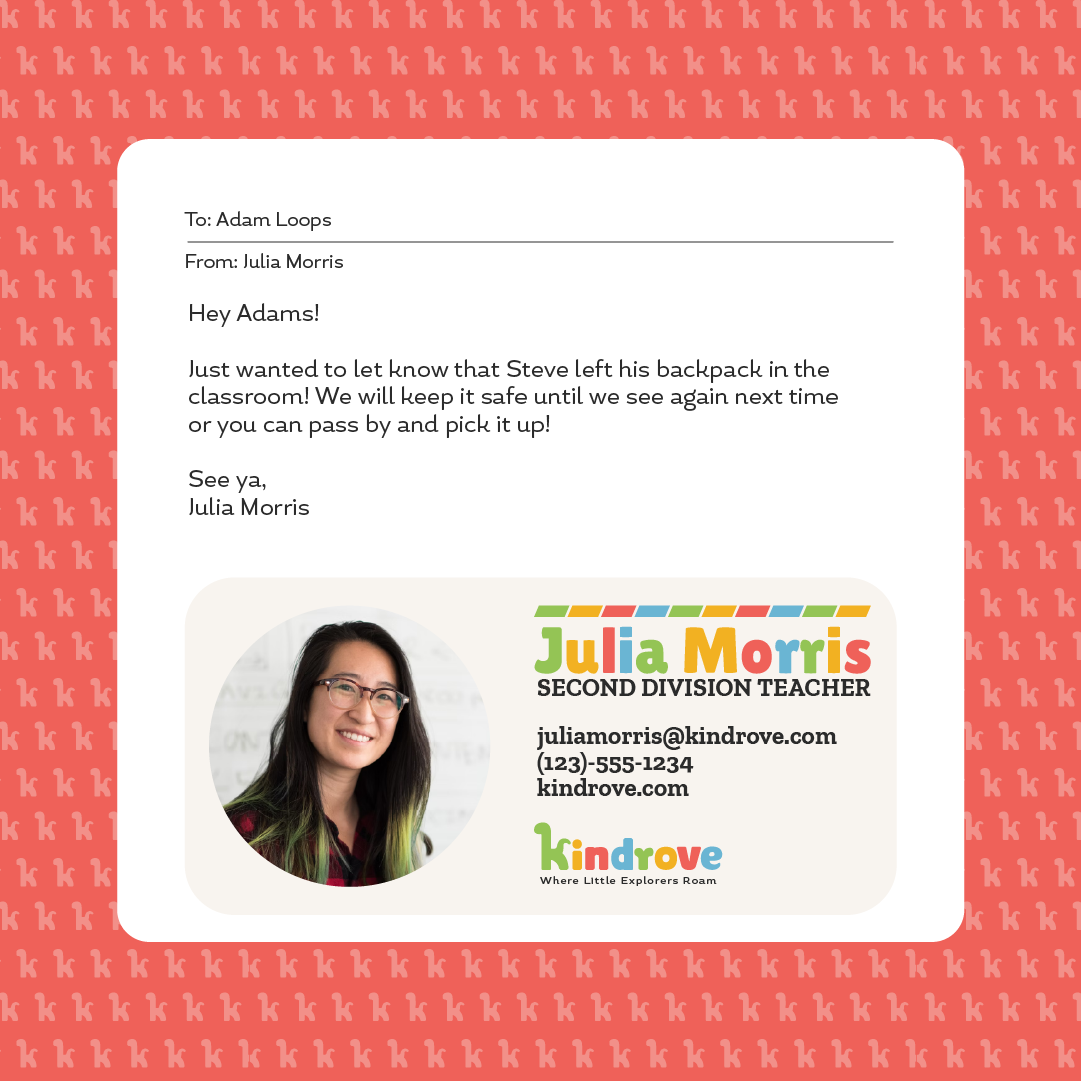 To: Adam Loops
From: Julia Morris
Hey Adams!
Just wanted to let know that Steve left his backpack in the
classroom! We will keep it safe until we see again next time
or you can pass by and pick it up!
See ya,
Julia Morris
Julia Morris
SECOND DIVISION TEACHER
juliamorris@kindrove.com
(123)-555-1234
kindrove.com
kindrove
Where Little Explorers Roam